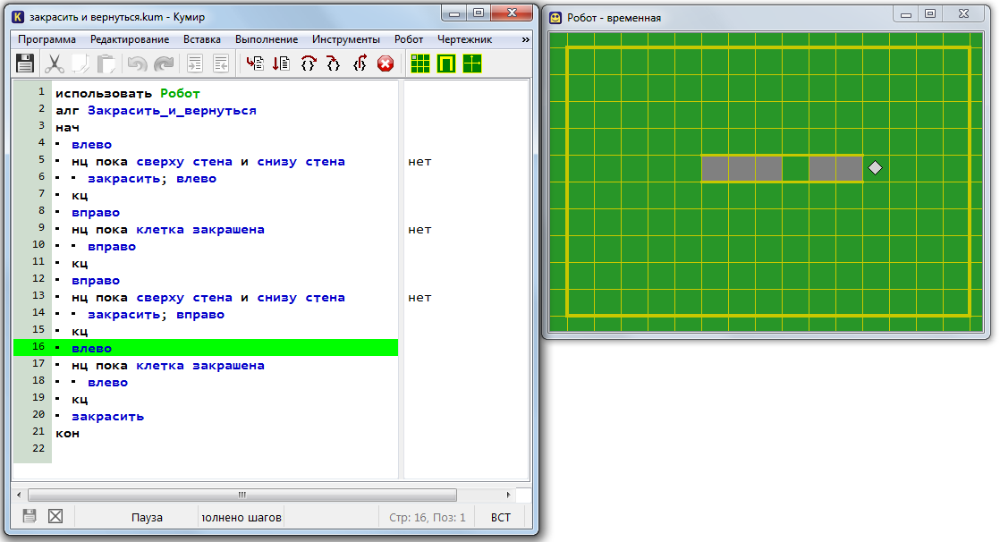 закрасить и вернуться.kum - Кумир
Программа Редактирование Вставка Выполнение Инструменты Робот Чертежник »
1 использовать Робот
2 алг Закрасить_и_вернуться
3 нач
4 влево
5 нц пока сверху стена и снизу стена нет
6 закрасить; влево
7 кц
8 вправо
9 нц пока клетка закрашена нет
10 вправо
11 кц
12 вправо
13 нц пока сверху стена и снизу стена нет
14 закрасить; вправо
15 кц
16 влево
17 нц пока клетка закрашена
18 влево
19 кц
20 закрасить
21 кон
22
Пауза олнено шагов Стр: 16, Поз: 1 ВСТ
Робот - временная